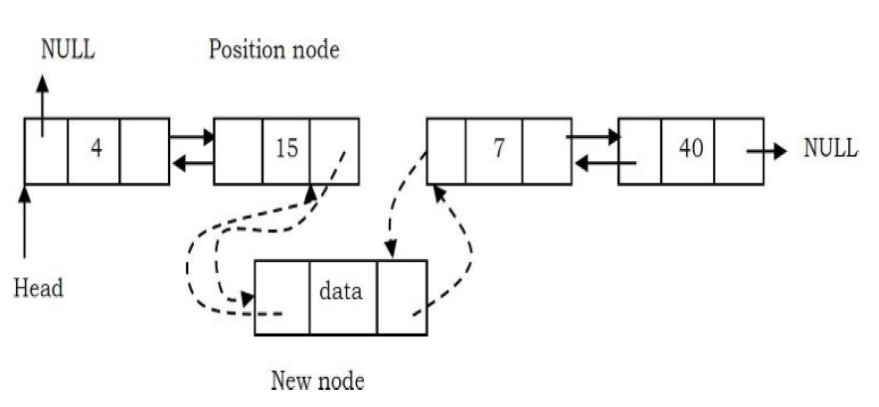 NULL Position node
4 15 7 40 NULL
Head
data
New node